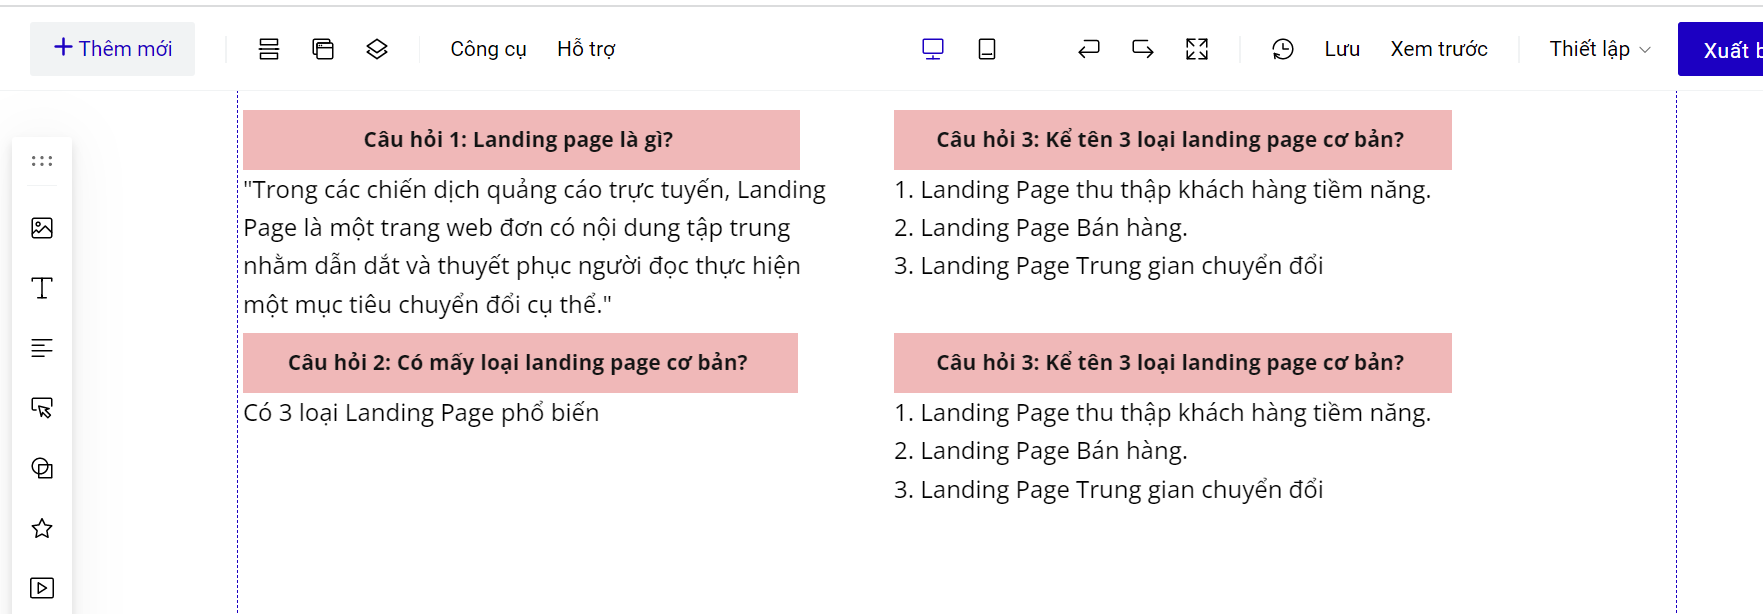 Thêm mới
Công cụ
Hỗ trợ
Lưu
Xem trước
Thiết lập
Xuất b
Câu hỏi 1: Landing page là gì?
"Trong các chiến dịch quảng cáo trực tuyến, Landing
Page là một trang web đơn có nội dung tập trung
nhằm dẫn dắt và thuyết phục người đọc thực hiện
một mục tiêu chuyển đổi cụ thể."
Câu hỏi 2: Có mấy loại landing page cơ bản?
Có 3 loại Landing Page phổ biến
Câu hỏi 3: Kể tên 3 loại landing page cơ bản?
1. Landing Page thu thập khách hàng tiềm năng.
2. Landing Page Bán hàng.
3. Landing Page Trung gian chuyển đổi
Câu hỏi 3: Kể tên 3 loại landing page cơ bản?
1. Landing Page thu thập khách hàng tiềm năng.
2. Landing Page Bán hàng.
3. Landing Page Trung gian chuyển đổi